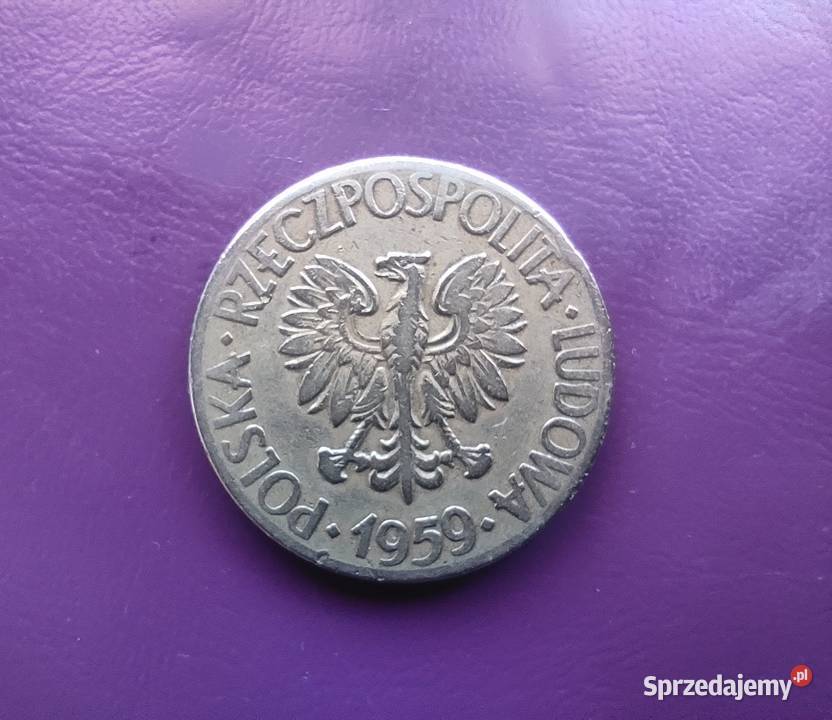 POLSKA · RZECZPOSPOLITA · LUDOWA
· 1959 ·
Sprzedajemy.pl